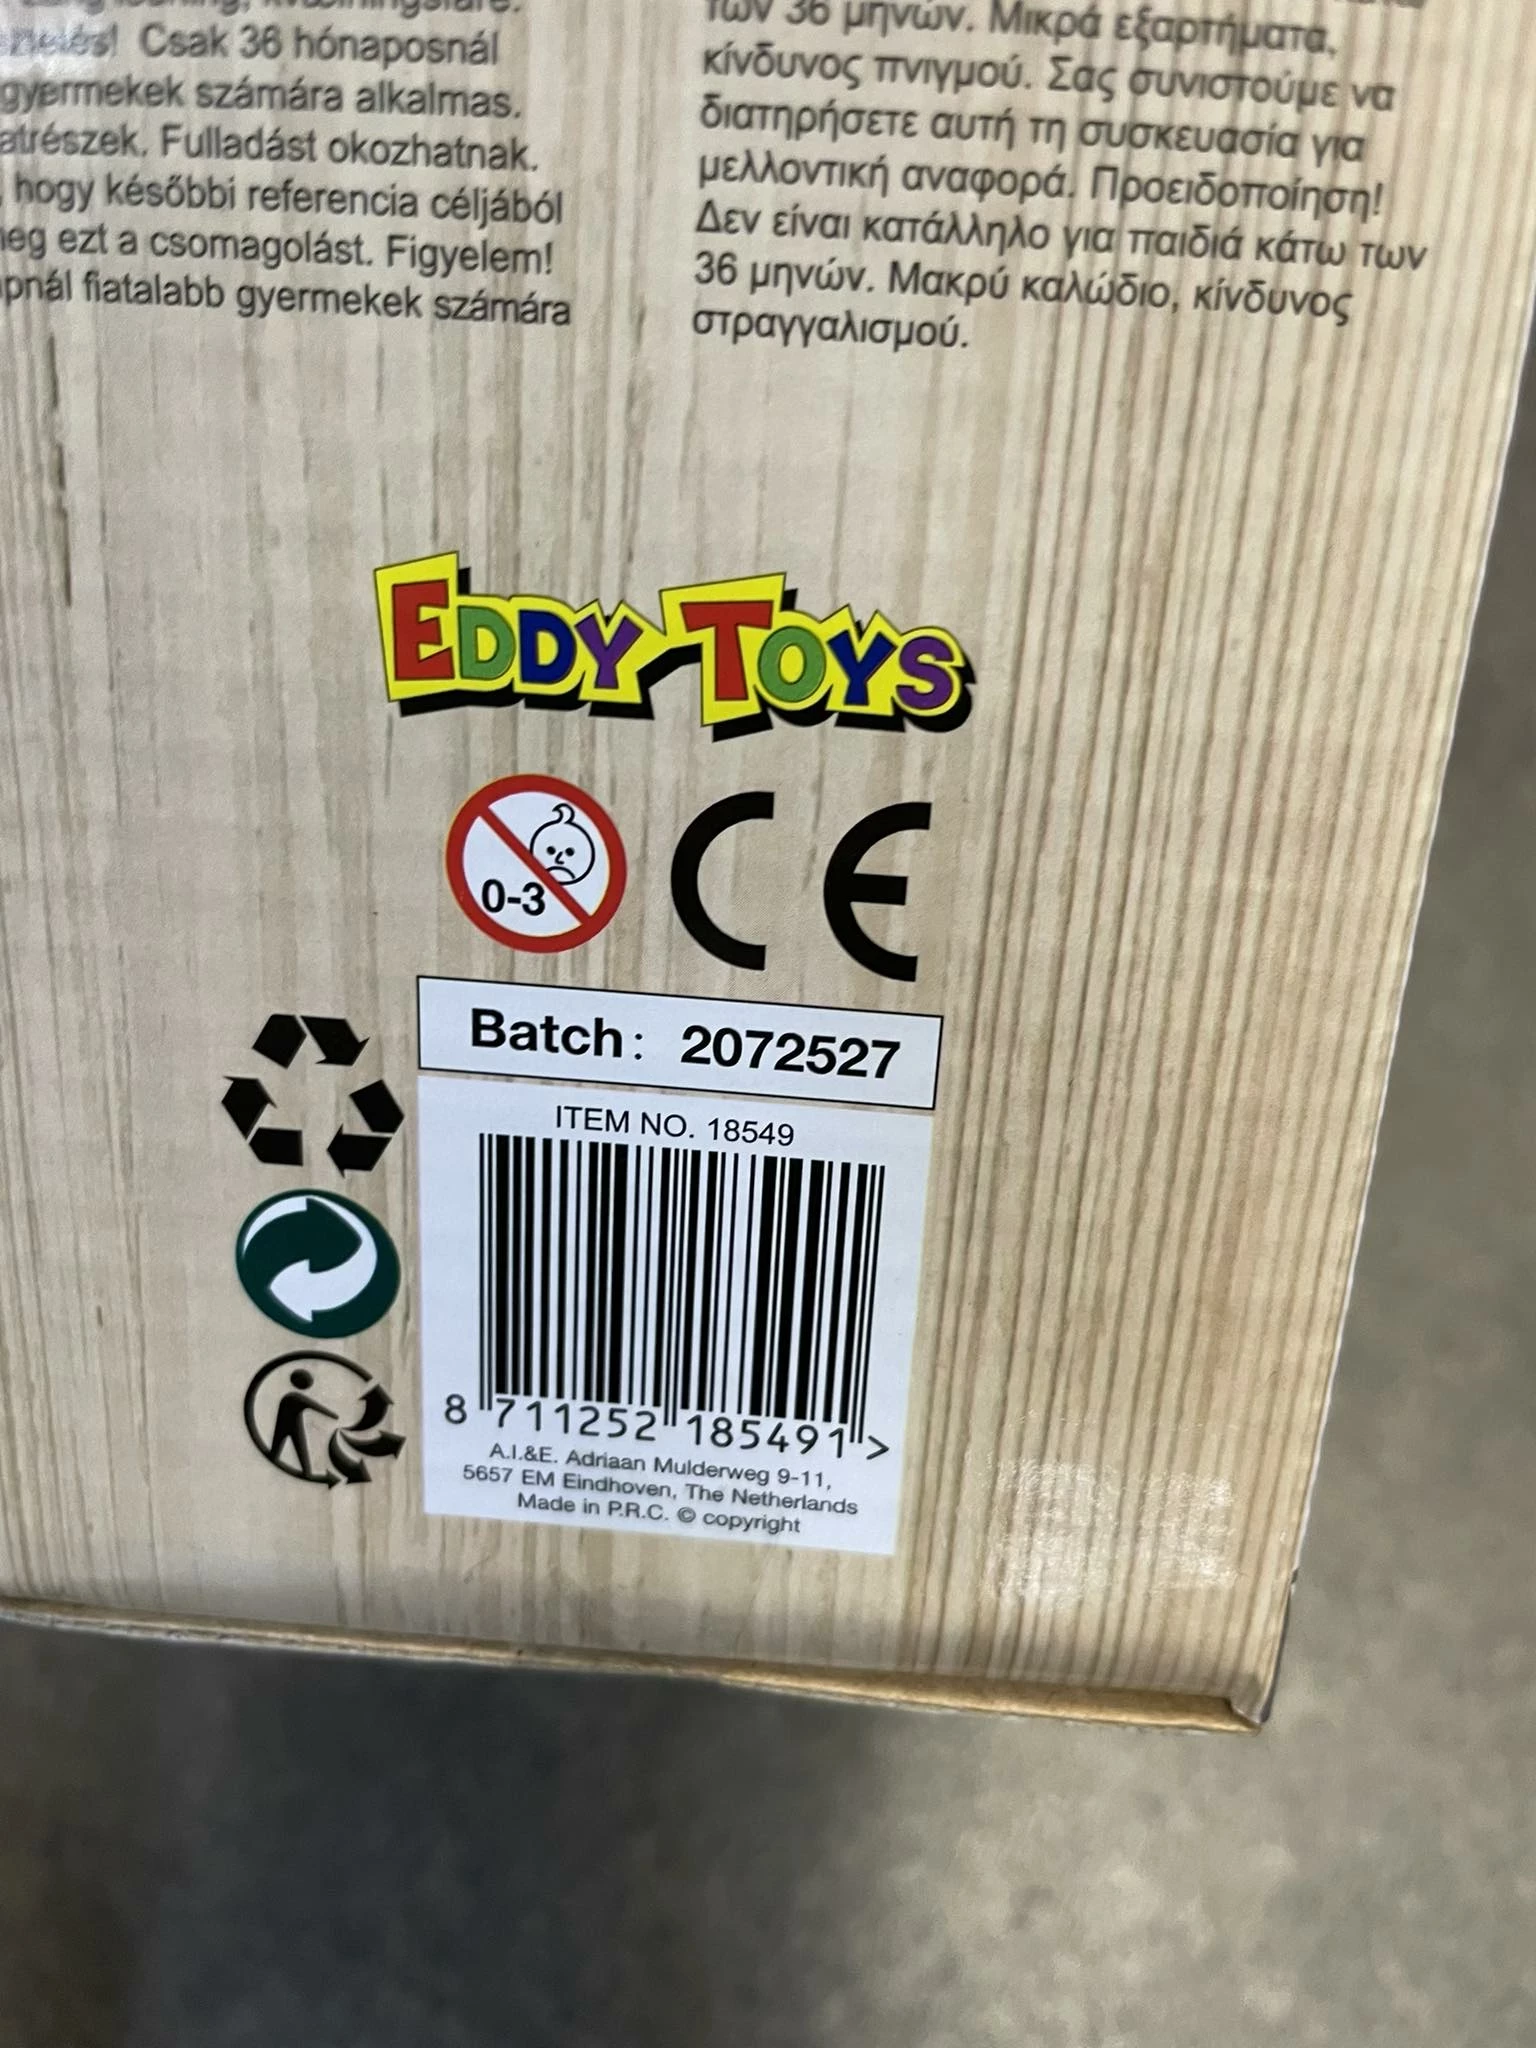 Csak 36 hónaposnál
gyermekek számára alkalmas.
Fulladást okozhatnak.
hogy későbbi referencia céljából
ezt a csomagolást. Figyelem!
fiatalabb gyermekek számára
των 36 μηνών. Μικρά εξαρτήματα,
κίνδυνος πνιγμού. Σας συνιστούμε να
διατηρήσετε αυτή τη συσκευασία για
μελλοντική αναφορά. Προειδοποίηση!
Δεν είναι κατάλληλο για παιδιά κάτω των
36 μηνών. Μακρύ καλώδιο, κίνδυνος
στραγγαλισμού.
EDDY TOYS
0-3
CE
Batch: 2072527
ITEM NO. 18549
8 711252 185491 >
A.I.&E. Adriaan Mulderweg 9-11,
5657 EM Eindhoven, The Netherlands
Made in P.R.C. © copyright